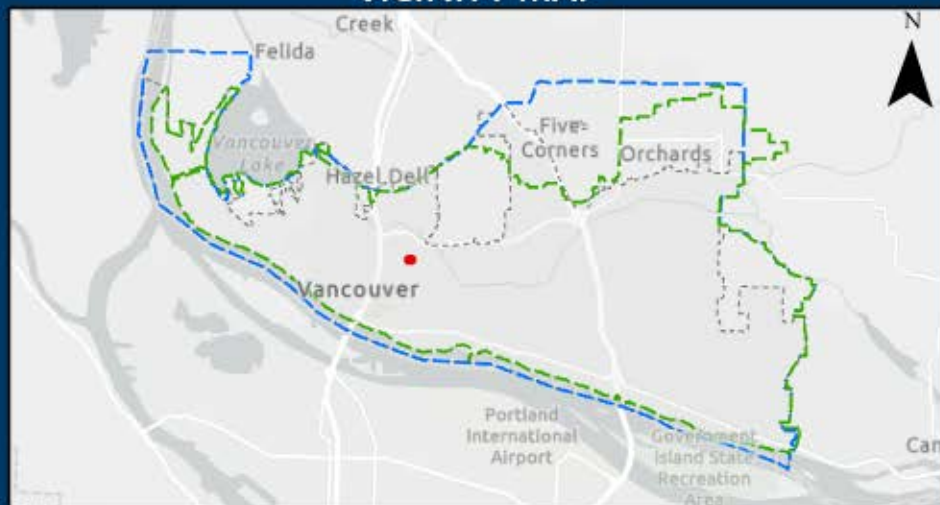 Creek
N
Felida
Vancouver
Lake
Five
Corners
Orchards
Hazel Dell
Vancouver
Portland
International
Airport
Government
Island State
Recreation
Area